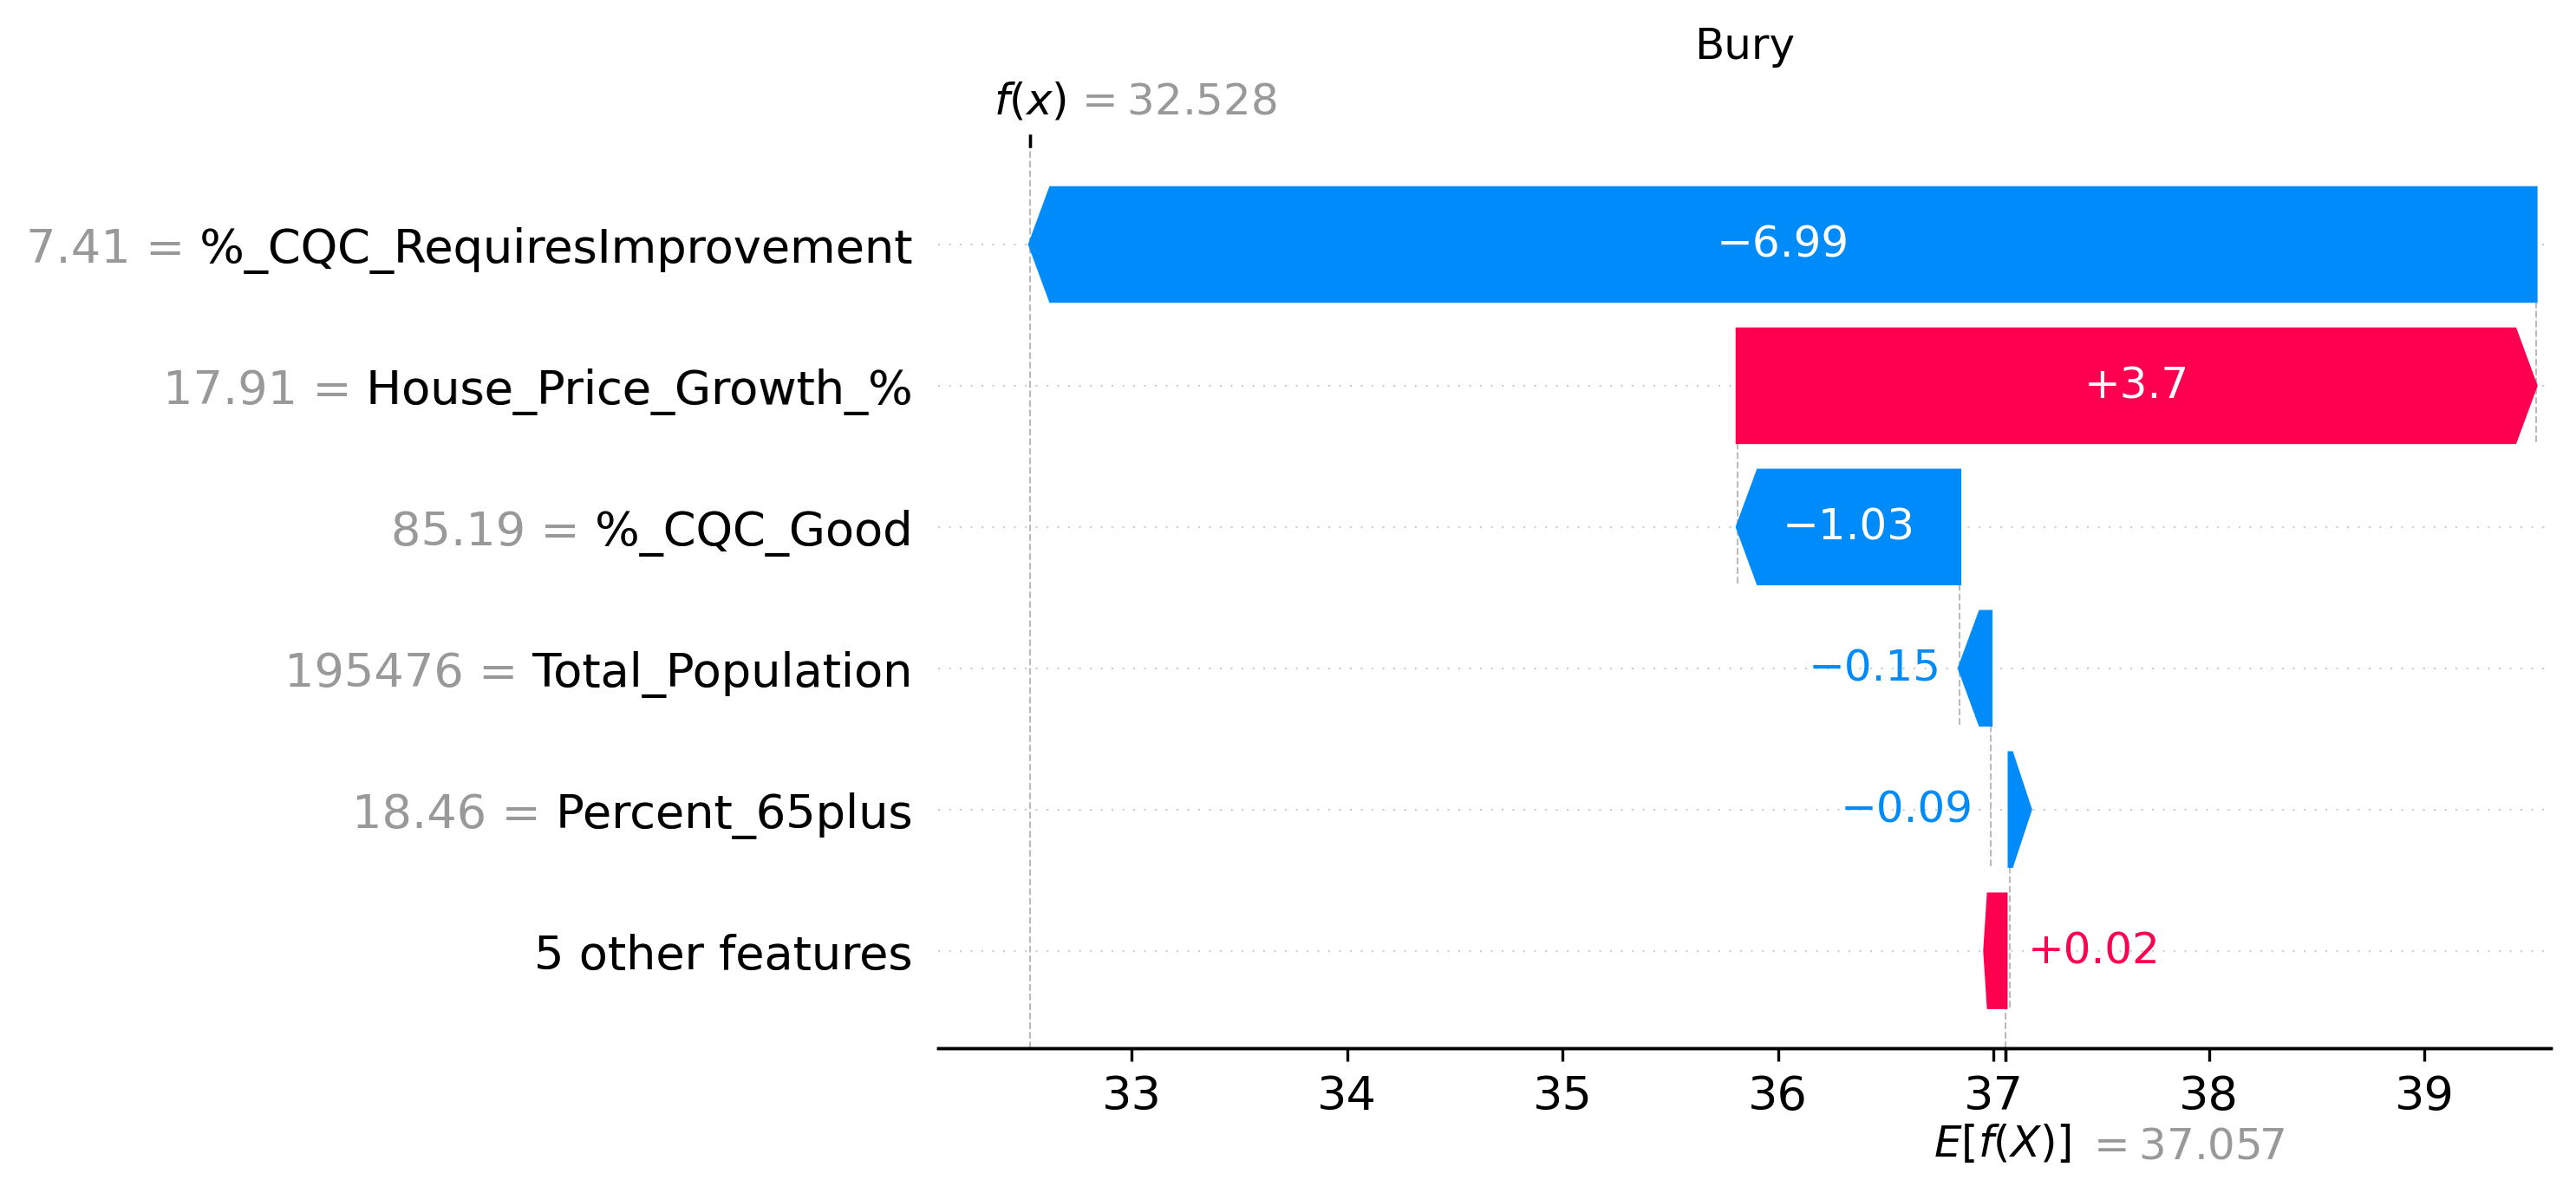 Bury
f(x) = 32.528
7.41 = %_CQC_RequiresImprovement
−6.99
17.91 = House_Price_Growth_%
+3.7
85.19 = %_CQC_Good
−1.03
195476 = Total_Population
−0.15
18.46 = Percent_65plus
−0.09
5 other features
+0.02
33 34 35 36 37 38 39
E[f(X)] = 37.057